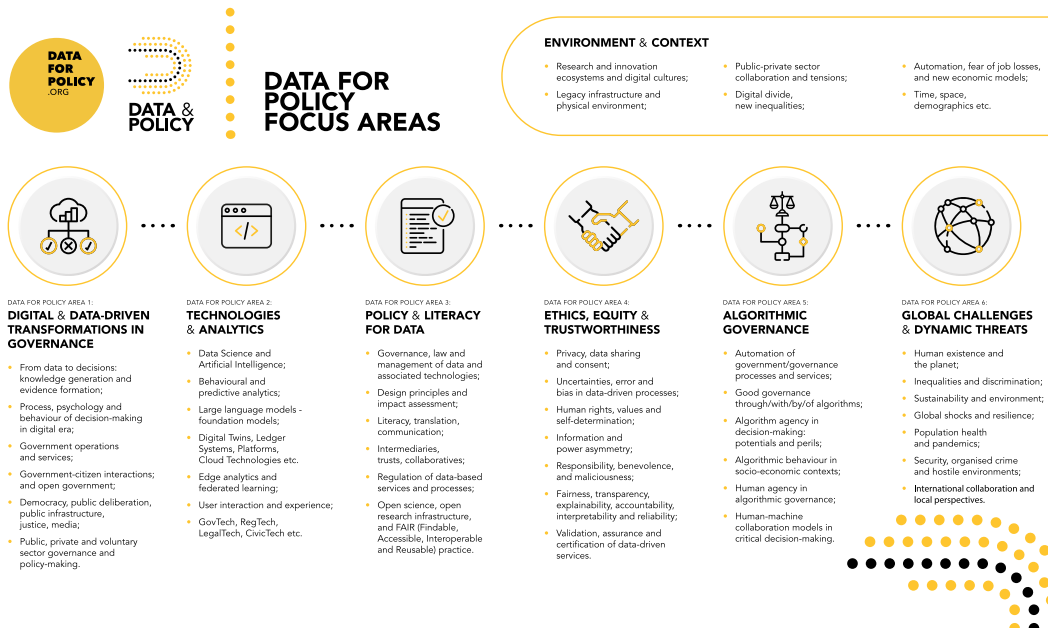 DATA
FOR
POLICY
.ORG
DATA &
POLICY
DATA FOR
POLICY
FOCUS AREAS
ENVIRONMENT & CONTEXT
• Research and innovation
ecosystems and digital cultures;
• Legacy infrastructure and
physical environment;
• Public-private sector
collaboration and tensions;
• Digital divide,
new inequalities;
• Automation, fear of job losses,
and new economic models;
• Time, space,
demographics etc.
DATA FOR POLICY AREA 1:
DIGITAL & DATA-DRIVEN
TRANSFORMATIONS IN
GOVERNANCE
• From data to decisions:
knowledge generation and
evidence formation;
• Process, psychology and
behaviour of decision-making
in digital era;
• Government operations
and services;
• Government-citizen interactions;
and open government;
• Democracy, public deliberation,
public infrastructure,
justice, media;
• Public, private and voluntary
sector governance and
policy-making.
</> 
DATA FOR POLICY AREA 2:
TECHNOLOGIES
& ANALYTICS
• Data Science and
Artificial Intelligence;
• Behavioural and
predictive analytics;
• Large language models -
foundation models;
• Digital Twins, Ledger
Systems, Platforms,
Cloud Technologies etc.
• Edge analytics and
federated learning;
• User interaction and experience;
• GovTech, RegTech,
LegalTech, CivicTech etc.
DATA FOR POLICY AREA 3:
POLICY & LITERACY
FOR DATA
• Governance, law and
management of data and
associated technologies;
• Design principles and
impact assessment;
• Literacy, translation,
communication;
• Intermediaries,
trusts, collaboratives;
• Regulation of data-based
services and processes;
• Open science, open
research infrastructure,
and FAIR (Findable,
Accessible, Interoperable
and Reusable) practice.
DATA FOR POLICY AREA 4:
ETHICS, EQUITY &
TRUSTWORTHINESS
• Privacy, data sharing
and consent;
• Uncertainties, error and
bias in data-driven processes;
• Human rights, values and
self-determination;
• Information and
power asymmetry;
• Responsibility, benevolence,
and maliciousness;
• Fairness, transparency,
explainability, accountability,
interpretability and reliability;
• Validation, assurance and
certification of data-driven
services.
DATA FOR POLICY AREA 5:
ALGORITHMIC
GOVERNANCE
• Automation of
government/governance
processes and services;
• Good governance
through/with/by/of algorithms;
• Algorithm agency in
decision-making:
potentials and perils;
• Algorithmic behaviour in
socio-economic contexts;
• Human agency in
algorithmic governance;
• Human-machine
collaboration models in
critical decision-making.
DATA FOR POLICY AREA 6:
GLOBAL CHALLENGES
& DYNAMIC THREATS
• Human existence and
the planet;
• Inequalities and discrimination;
• Sustainability and environment;
• Global shocks and resilience;
• Population health
and pandemics;
• Security, organised crime
and hostile environments;
• International collaboration and
local perspectives.